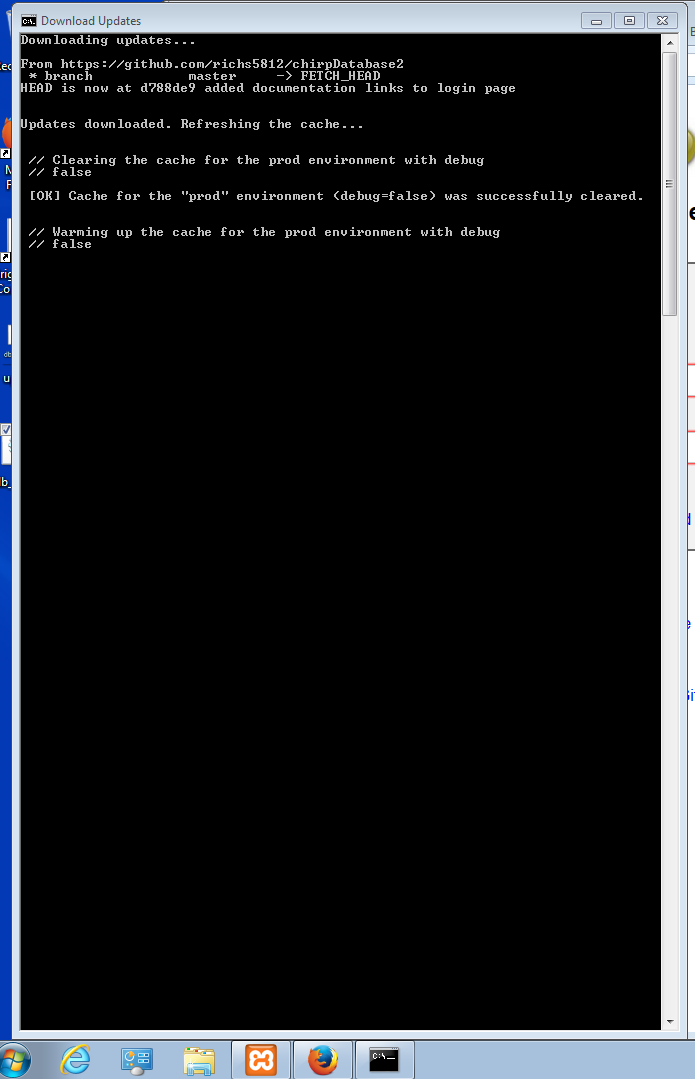 Download Updates
Downloading updates...
From https://github.com/richs5812/chirpDatabase2
 * branch            master     -> FETCH_HEAD
HEAD is now at d788de9 added documentation links to login page
Updates downloaded. Refreshing the cache...
 // Clearing the cache for the prod environment with debug
 // false
 [OK] Cache for the "prod" environment (debug=false) was successfully cleared.
 // Warming up the cache for the prod environment with debug
 // false
C:\_